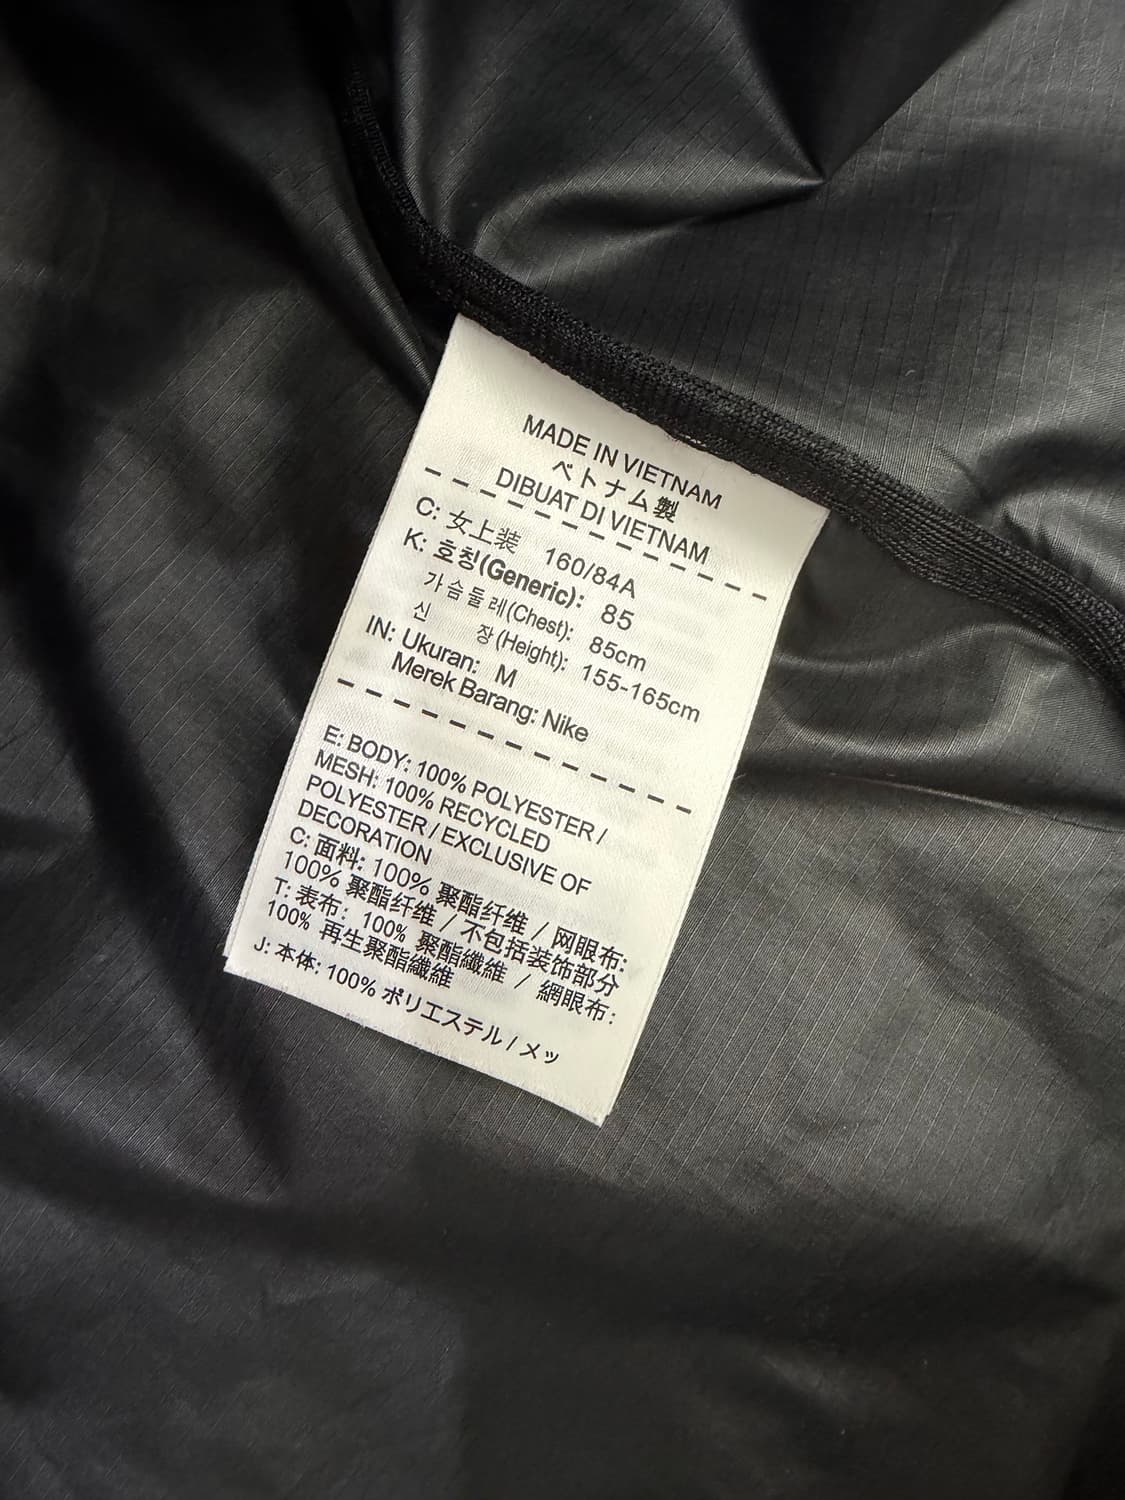 MADE IN VIETNAM
ベトナム製
DIBUAT DI VIETNAM
C: 女上装 160/84A
K: 호칭(Generic): 85
가슴둘레(Chest): 85cm
신 장(Height): 155-165cm
IN: Ukuran: M
Merek Barang: Nike
E: BODY: 100% POLYESTER /
MESH: 100% RECYCLED
POLYESTER / EXCLUSIVE OF
DECORATION
C: 面料: 100% 聚酯纤维 / 网眼布:
100% 聚酯纤维 / 不包括装饰部分
T: 表布: 100% 聚酯纖維 / 網眼布:
100% 再生聚酯纖維
J: 本体: 100% ポリエステル / メッ